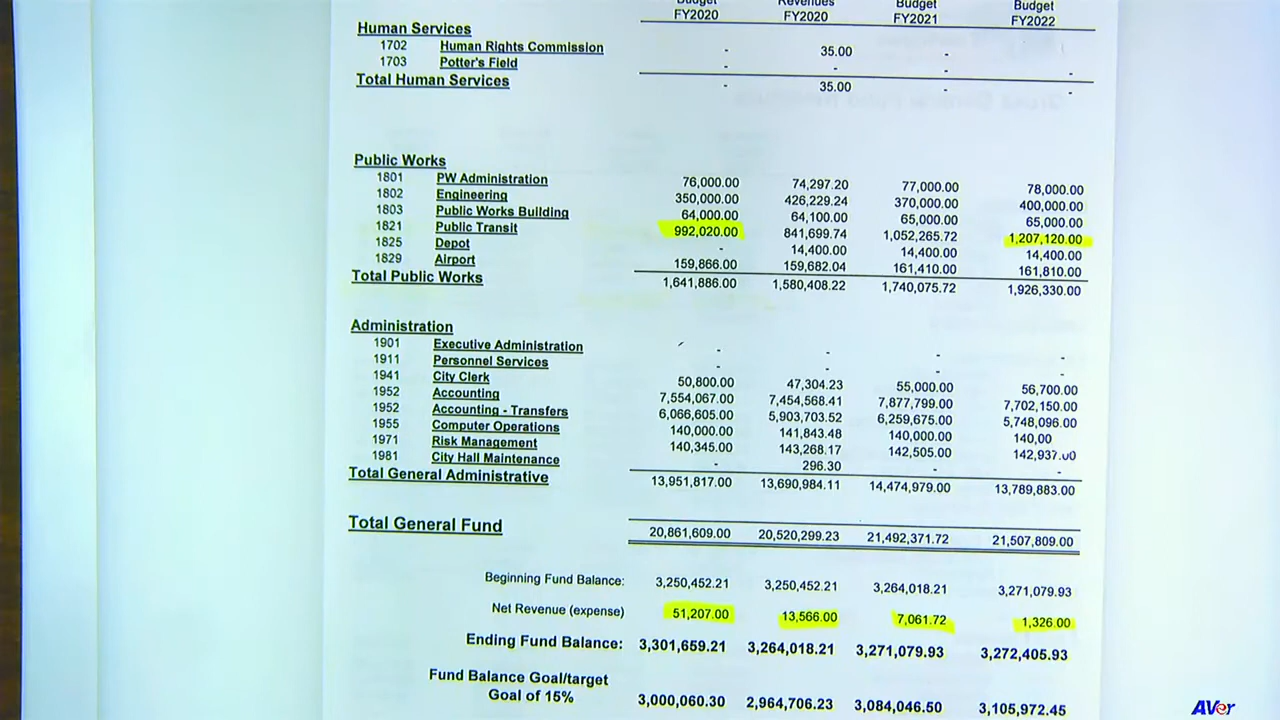 Budget Revenues Budget Budget
FY2020 FY2020 FY2021 FY2022
Human Services
1702 Human Rights Commission - 35.00 -
1703 Potter's Field - - - -
Total Human Services - 35.00 - -
Public Works
1801 PW Administration 76,000.00 74,297.20 77,000.00 78,000.00
1802 Engineering 350,000.00 426,229.24 370,000.00 400,000.00
1803 Public Works Building 64,000.00 64,100.00 65,000.00 65,000.00
1821 Public Transit 992,020.00 841,699.74 1,052,265.72 1,207,120.00
1825 Depot - 14,400.00 14,400.00 14,400.00
1829 Airport 159,866.00 159,682.04 161,410.00 161,810.00
Total Public Works 1,641,886.00 1,580,408.22 1,740,075.72 1,926,330.00
Administration
1901 Executive Administration - - - -
1911 Personnel Services - - - -
1941 City Clerk 50,800.00 47,304.23 55,000.00 56,700.00
1952 Accounting 7,554,067.00 7,454,568.41 7,877,799.00 7,702,150.00
1952 Accounting - Transfers 6,066,605.00 5,903,703.52 6,259,675.00 5,748,096.00
1955 Computer Operations 140,000.00 141,843.48 140,000.00 140,00
1971 Risk Management 140,345.00 143,268.17 142,505.00 142,937.00
1981 City Hall Maintenance - 296.30 - -
Total General Administrative 13,951,817.00 13,690,984.11 14,474,979.00 13,789,883.00
Total General Fund 20,861,609.00 20,520,299.23 21,492,371.72 21,507,809.00
Beginning Fund Balance: 3,250,452.21 3,250,452.21 3,264,018.21 3,271,079.93
Net Revenue (expense) 51,207.00 13,566.00 7,061.72 1,326.00
Ending Fund Balance: 3,301,659.21 3,264,018.21 3,271,079.93 3,272,405.93
Fund Balance Goal/target
Goal of 15% 3,000,060.30 2,964,706.23 3,084,046.50 3,105,972.45
AVer